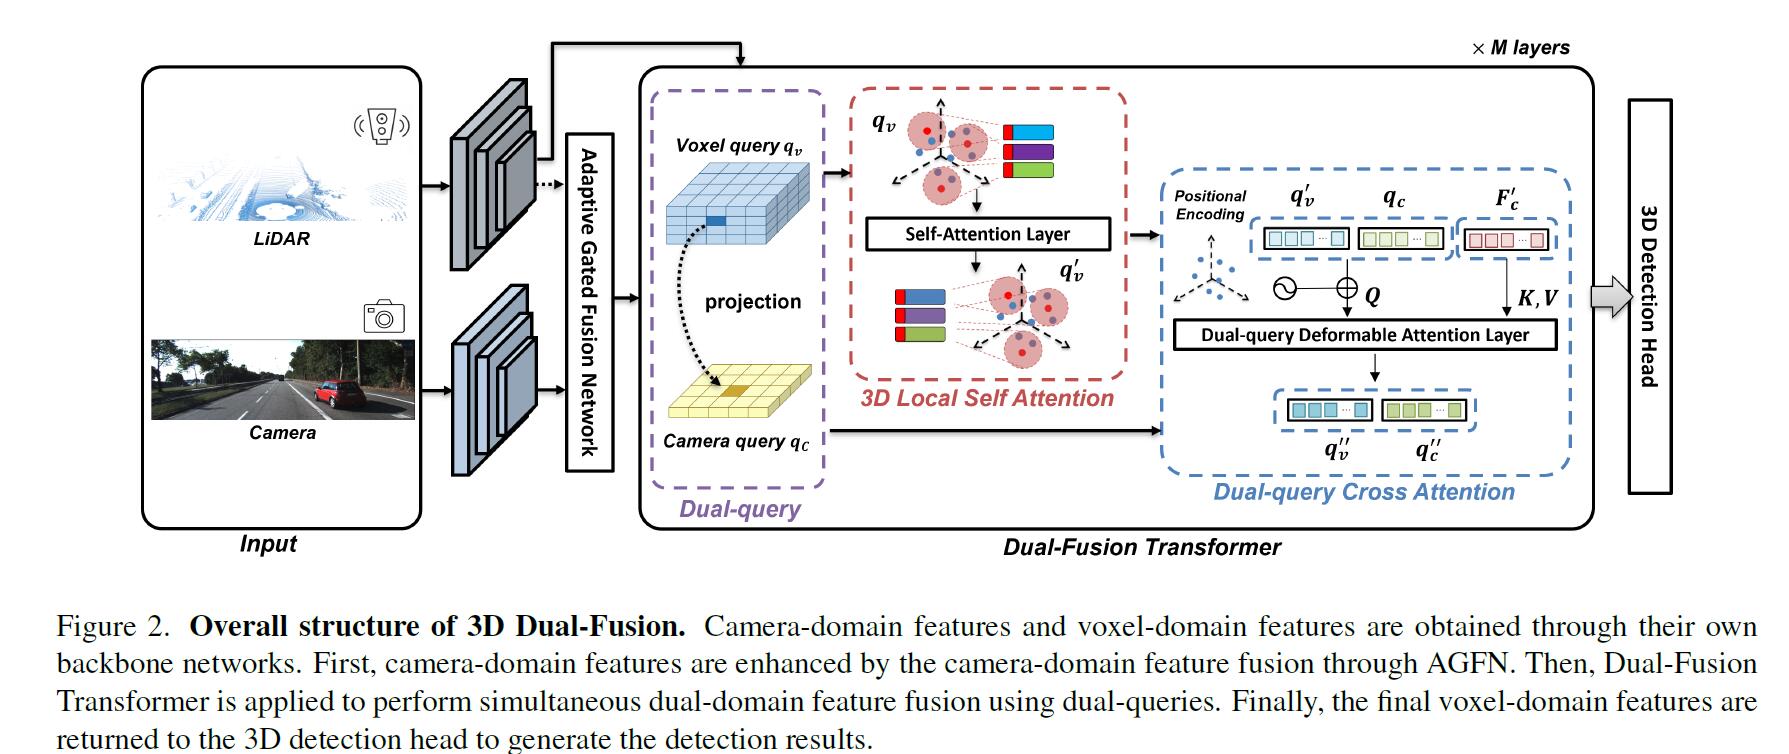 × M layers
LiDAR
Camera
Input
Adaptive Gated Fusion Network
Voxel query q_v
projection
Camera query q_C
Dual-query
q_v
Self-Attention Layer
q′_v
3D Local Self Attention
Positional
Encoding
q′_v q_c F′_c
Q K, V
Dual-query Deformable Attention Layer
q″_v q″_c
Dual-query Cross Attention
Dual-Fusion Transformer
3D Detection Head
Figure 2. Overall structure of 3D Dual-Fusion. Camera-domain features and voxel-domain features are obtained through their own
backbone networks. First, camera-domain features are enhanced by the camera-domain feature fusion through AGFN. Then, Dual-Fusion
Transformer is applied to perform simultaneous dual-domain feature fusion using dual-queries. Finally, the final voxel-domain features are
returned to the 3D detection head to generate the detection results.